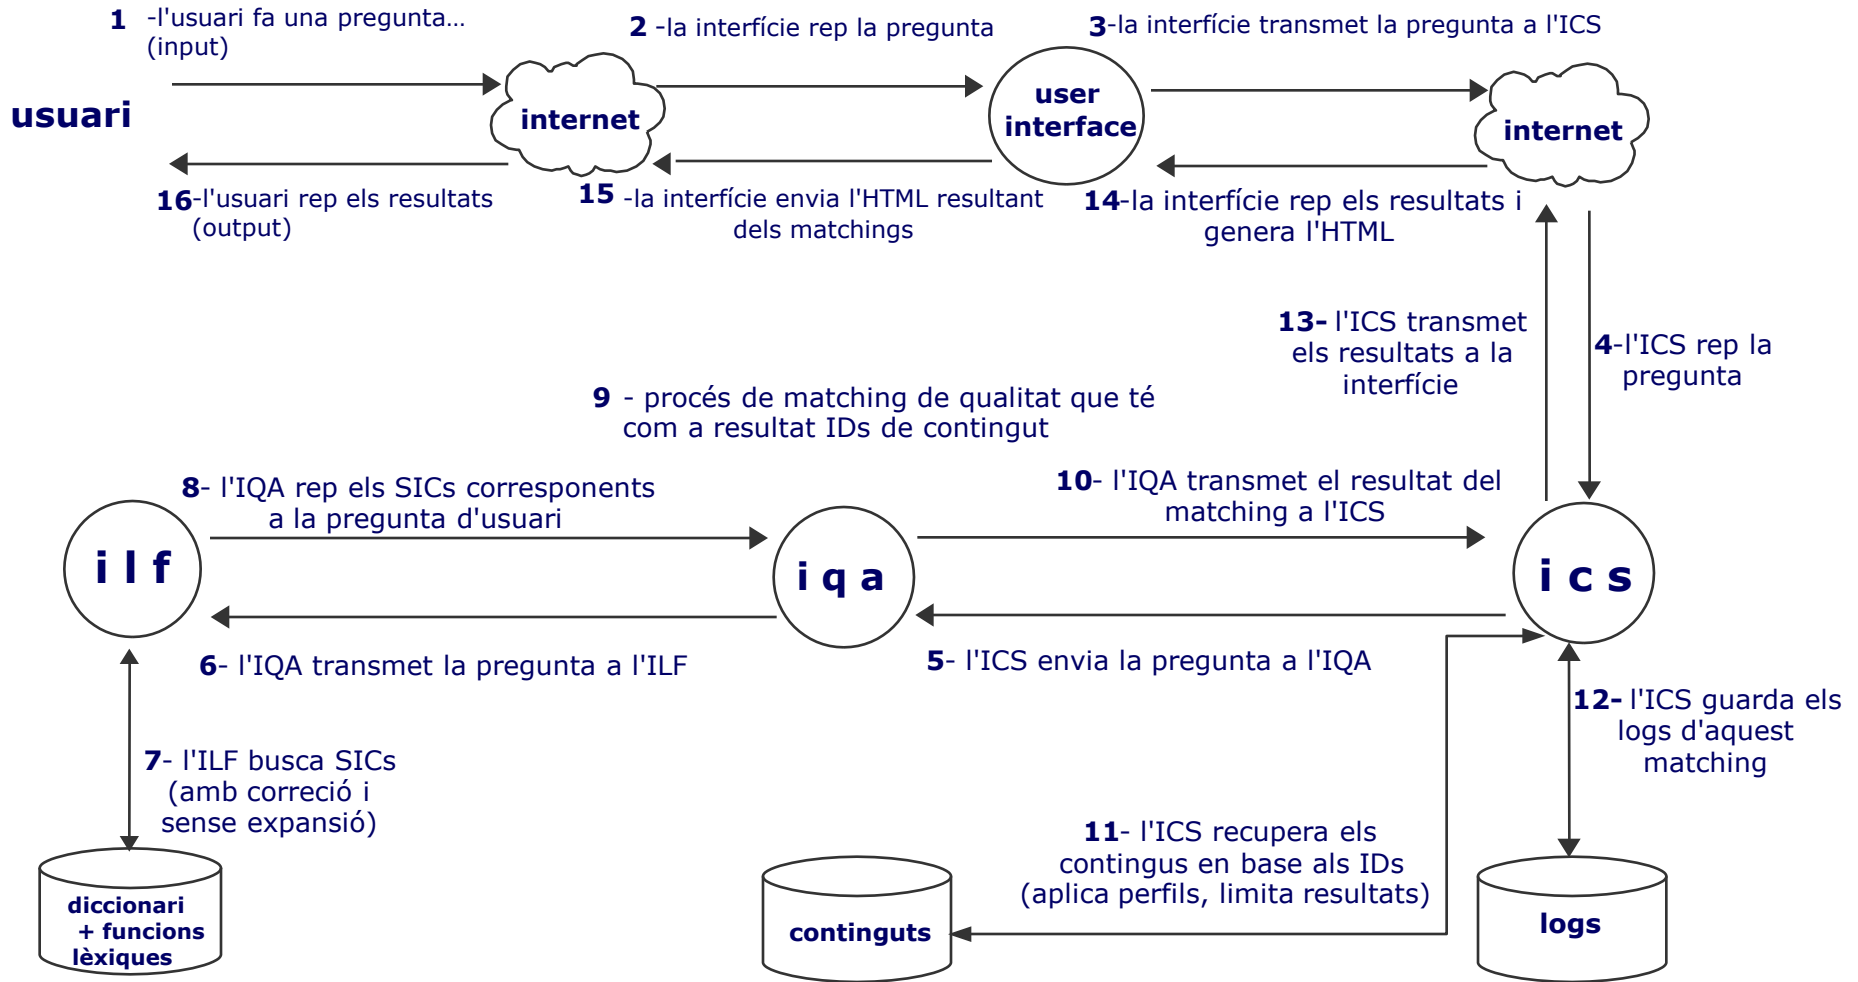 1 -l'usuari fa una pregunta...
(input)
2 -la interfície rep la pregunta
3-la interfície transmet la pregunta a l'ICS
usuari
internet
user
interface
internet
16-l'usuari rep els resultats
(output)
15 -la interfície envia l'HTML resultant
dels matchings
14-la interfície rep els resultats i
genera l'HTML
13- l'ICS transmet
els resultats a la
interfície
4-l'ICS rep la
pregunta
9 - procés de matching de qualitat que té
com a resultat IDs de contingut
8- l'IQA rep els SICs corresponents
a la pregunta d'usuari
10- l'IQA transmet el resultat del
matching a l'ICS
i l f
i q a
i c s
6- l'IQA transmet la pregunta a l'ILF
5- l'ICS envia la pregunta a l'IQA
12- l'ICS guarda els
logs d'aquest
matching
7- l'ILF busca SICs
(amb correció i
sense expansió)
11- l'ICS recupera els
contingus en base als IDs
(aplica perfils, limita resultats)
diccionari
+ funcions
lèxiques
continguts
logs